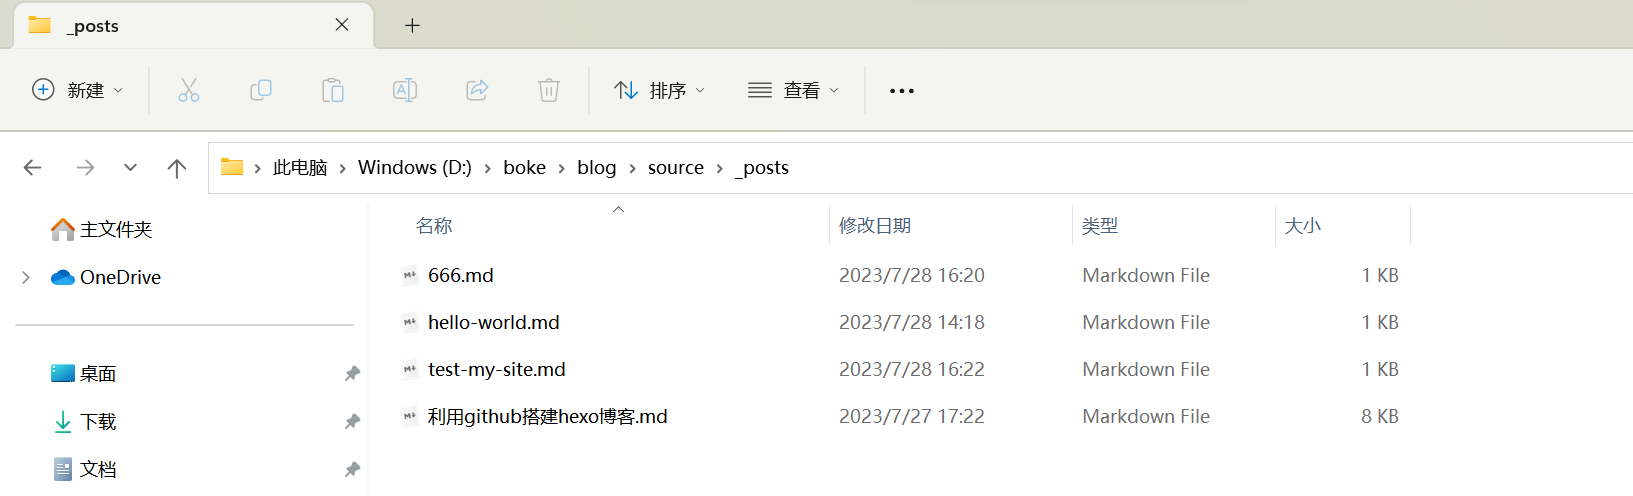 _posts
新建 排序 查看
此电脑 Windows (D:) boke blog source _posts
主文件夹
OneDrive
桌面
下载
文档
名称 修改日期 类型 大小
666.md 2023/7/28 16:20 Markdown File 1 KB
hello-world.md 2023/7/28 14:18 Markdown File 1 KB
test-my-site.md 2023/7/28 16:22 Markdown File 1 KB
利用github搭建hexo博客.md 2023/7/27 17:22 Markdown File 8 KB